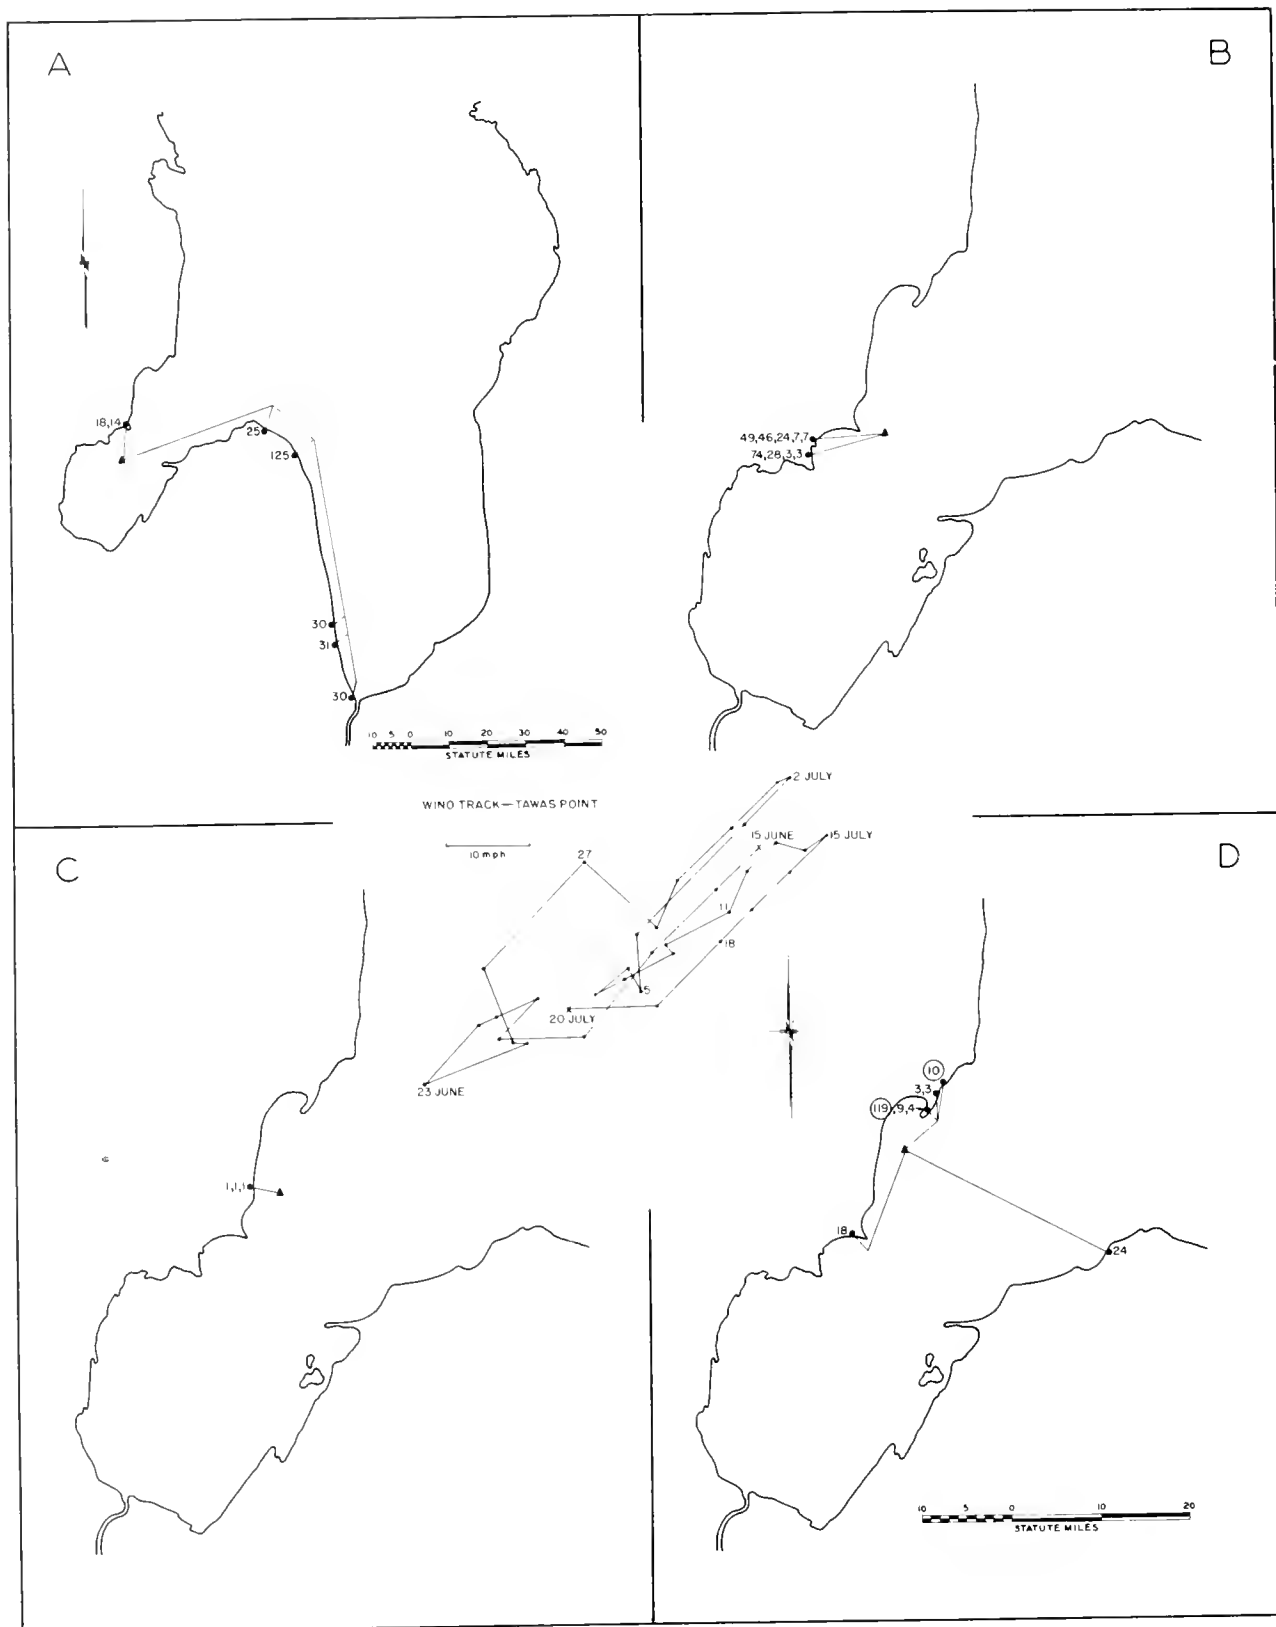 A
B
18,14
25
125
30
31
30
10 5 0 10 20 30 40 50
STATUTE MILES
49,46,24,7,7
74,28,3,3
WIND TRACK—TAWAS POINT
10 mph
2 JULY
15 JUNE
15 JULY
27
11
18
5
20 JULY
23 JUNE
C
D
1,1,1
10
3,3
119,9,4
18
24
10 5 0 10 20
STATUTE MILES